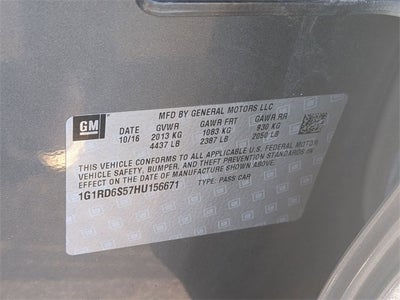 MFD BY GENERAL MOTORS LLC
GM DATE GVWR GAWR FRT GAWR RR
10/16 2013 KG 1083 KG 930 KG
4437 LB 2387 LB 2050 LB
THIS VEHICLE CONFORMS TO ALL APPLICABLE U.S. FEDERAL MOTOR
VEHICLE SAFETY, BUMPER, AND THEFT PREVENTION STANDARDS IN
EFFECT ON THE DATE OF MANUFACTURE SHOWN ABOVE.
1G1RD6S57HU156671 TYPE: PASS CAR